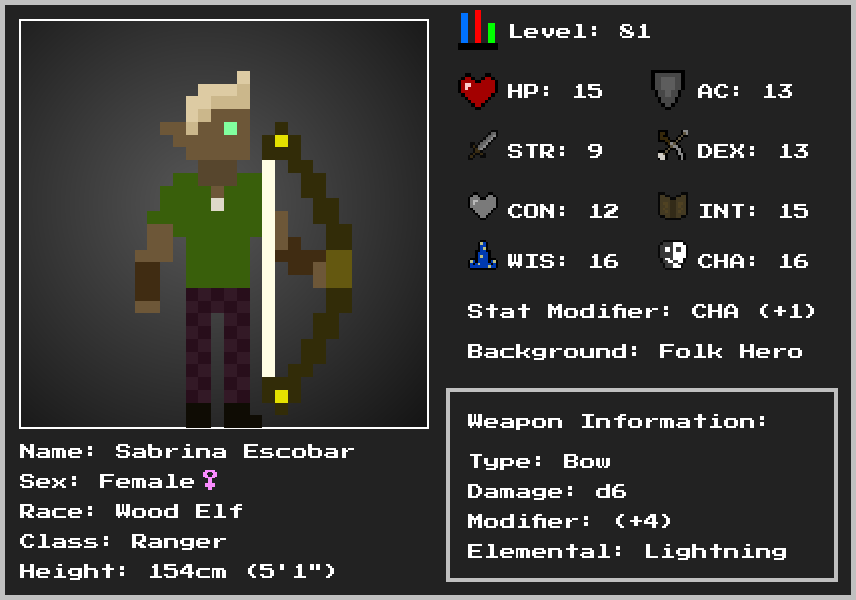 Level: 81
HP: 15
AC: 13
STR: 9
DEX: 13
CON: 12
INT: 15
WIS: 16
CHA: 16
Stat Modifier: CHA (+1)
Background: Folk Hero
Weapon Information:
Type: Bow
Damage: d6
Modifier: (+4)
Elemental: Lightning
Name: Sabrina Escobar
Sex: Female♀
Race: Wood Elf
Class: Ranger
Height: 154cm (5'1")